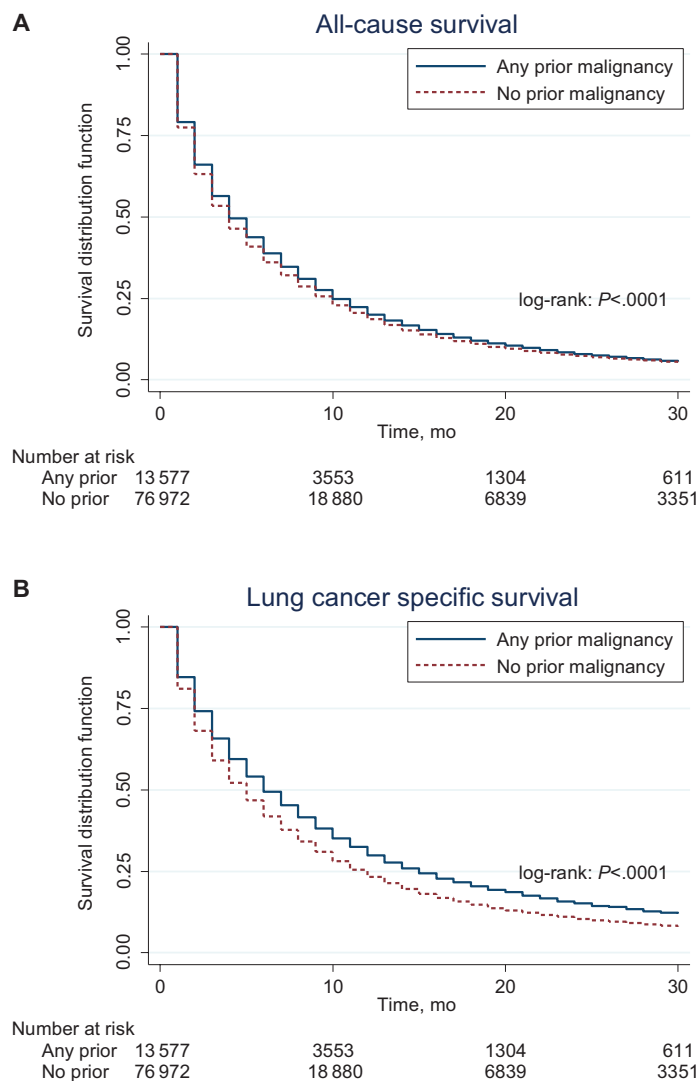 A
All-cause survival
Any prior malignancy
No prior malignancy
Survival distribution function
1.00
0.75
0.50
0.25
0.00
log-rank: P<.0001
0 10 20 30
Time, mo
Number at risk
Any prior 13 577 3553 1304 611
No prior 76 972 18 880 6839 3351
B
Lung cancer specific survival
Any prior malignancy
No prior malignancy
Survival distribution function
1.00
0.75
0.50
0.25
0.00
log-rank: P<.0001
0 10 20 30
Time, mo
Number at risk
Any prior 13 577 3553 1304 611
No prior 76 972 18 880 6839 3351